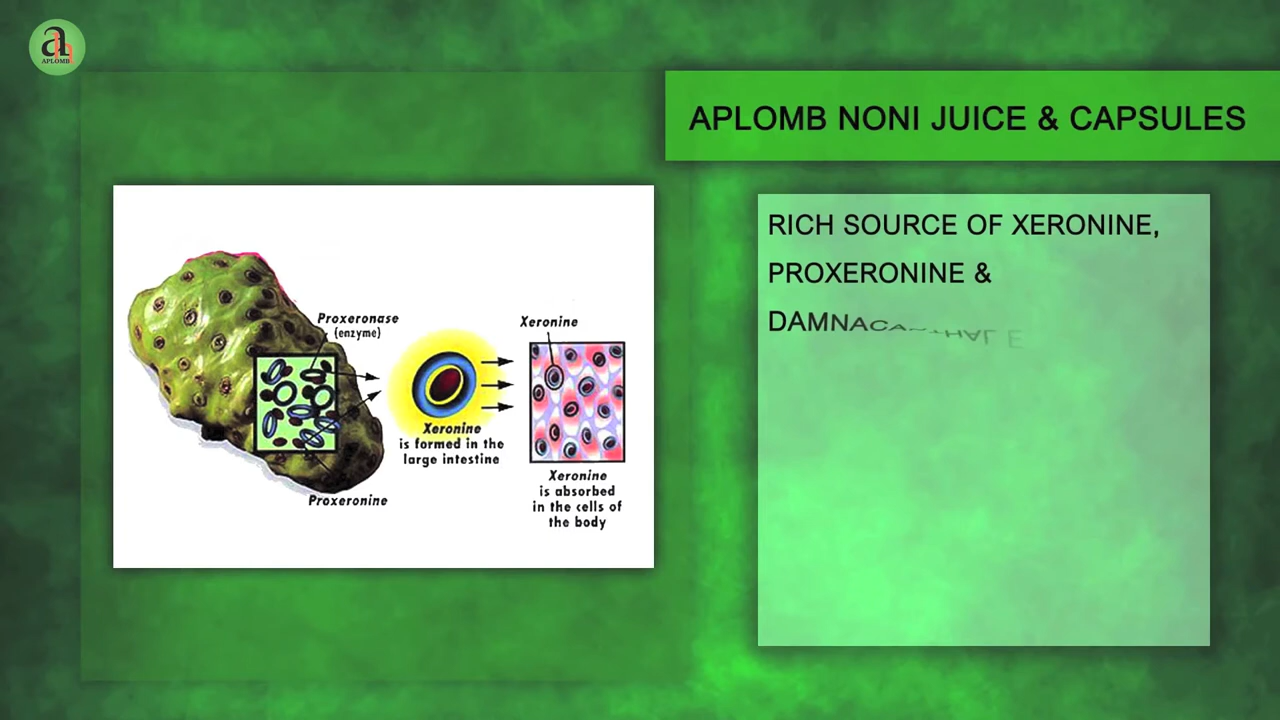 a
h
APLOMB
APLOMB NONI JUICE & CAPSULES
RICH SOURCE OF XERONINE,
PROXERONINE &
Proxeronase
(enzyme)
Xeronine
is formed in the
large intestine
Proxeronine
Xeronine
Xeronine
is absorbed
in the cells of
the body